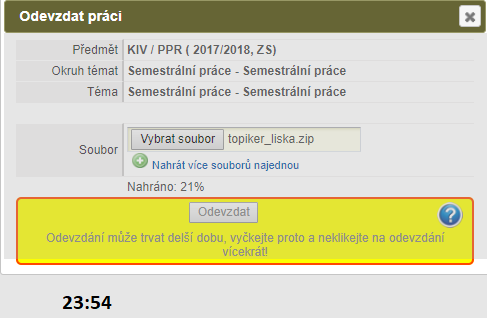 Odevzdat práci
Předmět KIV / PPR ( 2017/2018, ZS)
Okruh témat Semestrální práce - Semestrální práce
Téma Semestrální práce - Semestrální práce
Soubor Vybrat soubor topiker_liska.zip
Nahrát více souborů najednou
Nahráno: 21%
Odevzdat
Odevzdání může trvat delší dobu, vyčkejte proto a neklikejte na odevzdání
vícekrát!
23:54